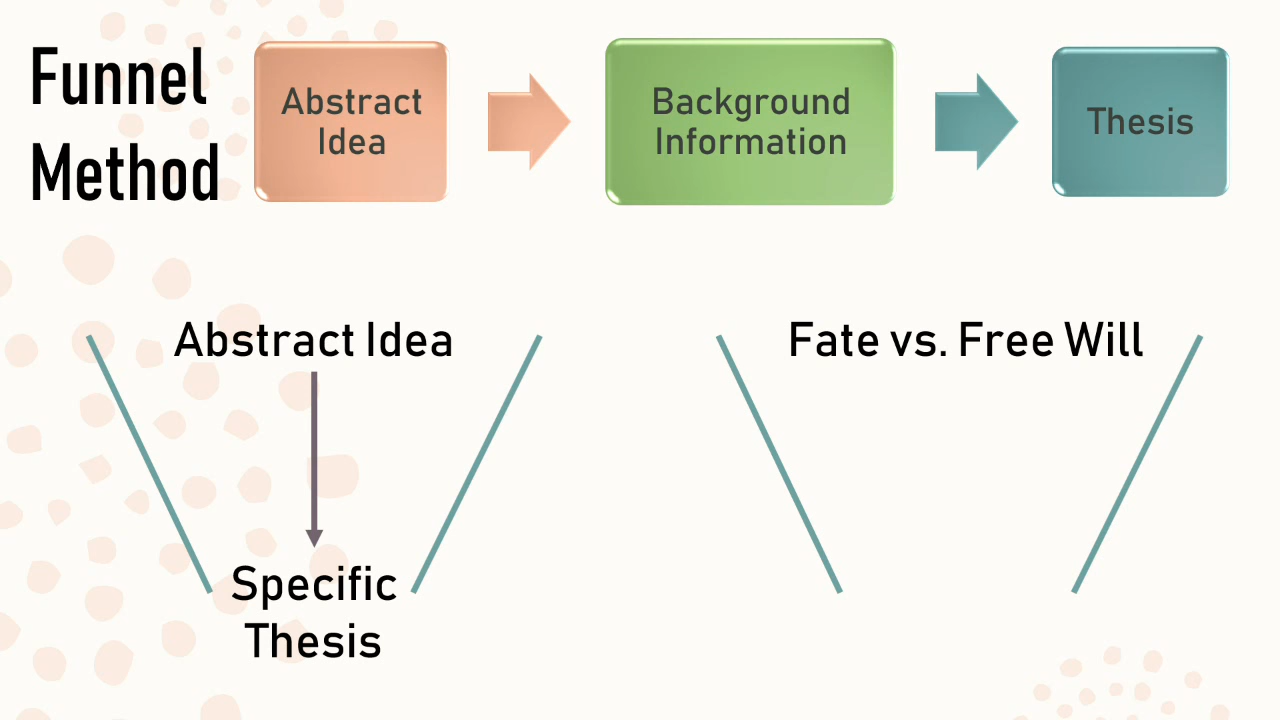 Funnel
Method
Abstract
Idea
Background
Information
Thesis
Abstract Idea
Specific
Thesis
Fate vs. Free Will